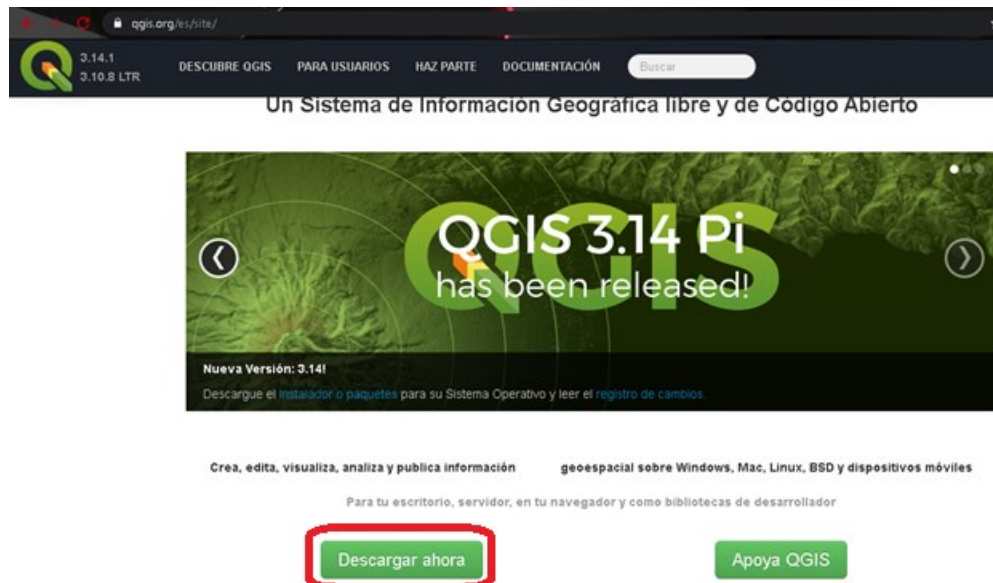 qgis.org/es/site/
3.14.1
3.10.8 LTR
DESCUBRE QGIS PARA USUARIOS HAZ PARTE DOCUMENTACIÓN Buscar
Un Sistema de Información Geográfica libre y de Código Abierto
QGIS
QGIS 3.14 Pi
has been released!
Nueva Versión: 3.14!
Descargue el instalador o paquetes para su Sistema Operativo y leer el registro de cambios.
Crea, edita, visualiza, analiza y publica información geoespacial sobre Windows, Mac, Linux, BSD y dispositivos móviles
Para tu escritorio, servidor, en tu navegador y como bibliotecas de desarrollador
Descargar ahora Apoya QGIS